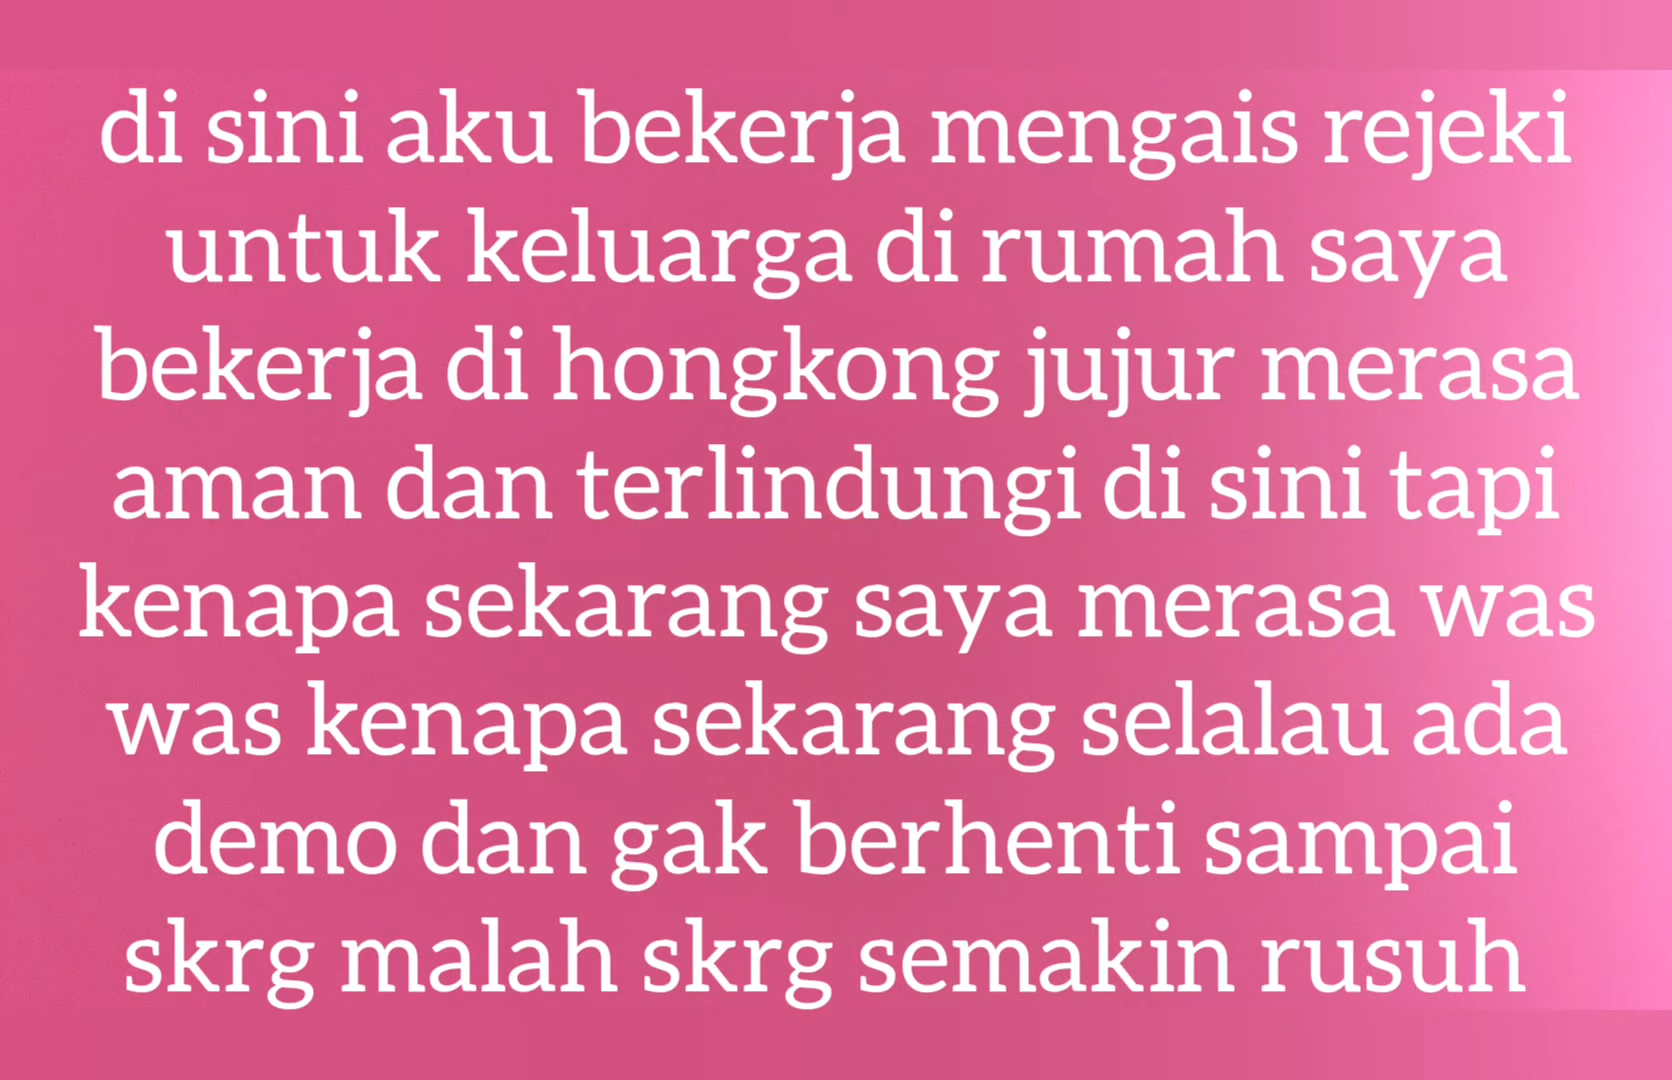 di sini aku bekerja mengais rejeki
untuk keluarga di rumah saya
bekerja di hongkong jujur merasa
aman dan terlindungi di sini tapi
kenapa sekarang saya merasa was
was kenapa sekarang selalau ada
demo dan gak berhenti sampai
skrg malah skrg semakin rusuh